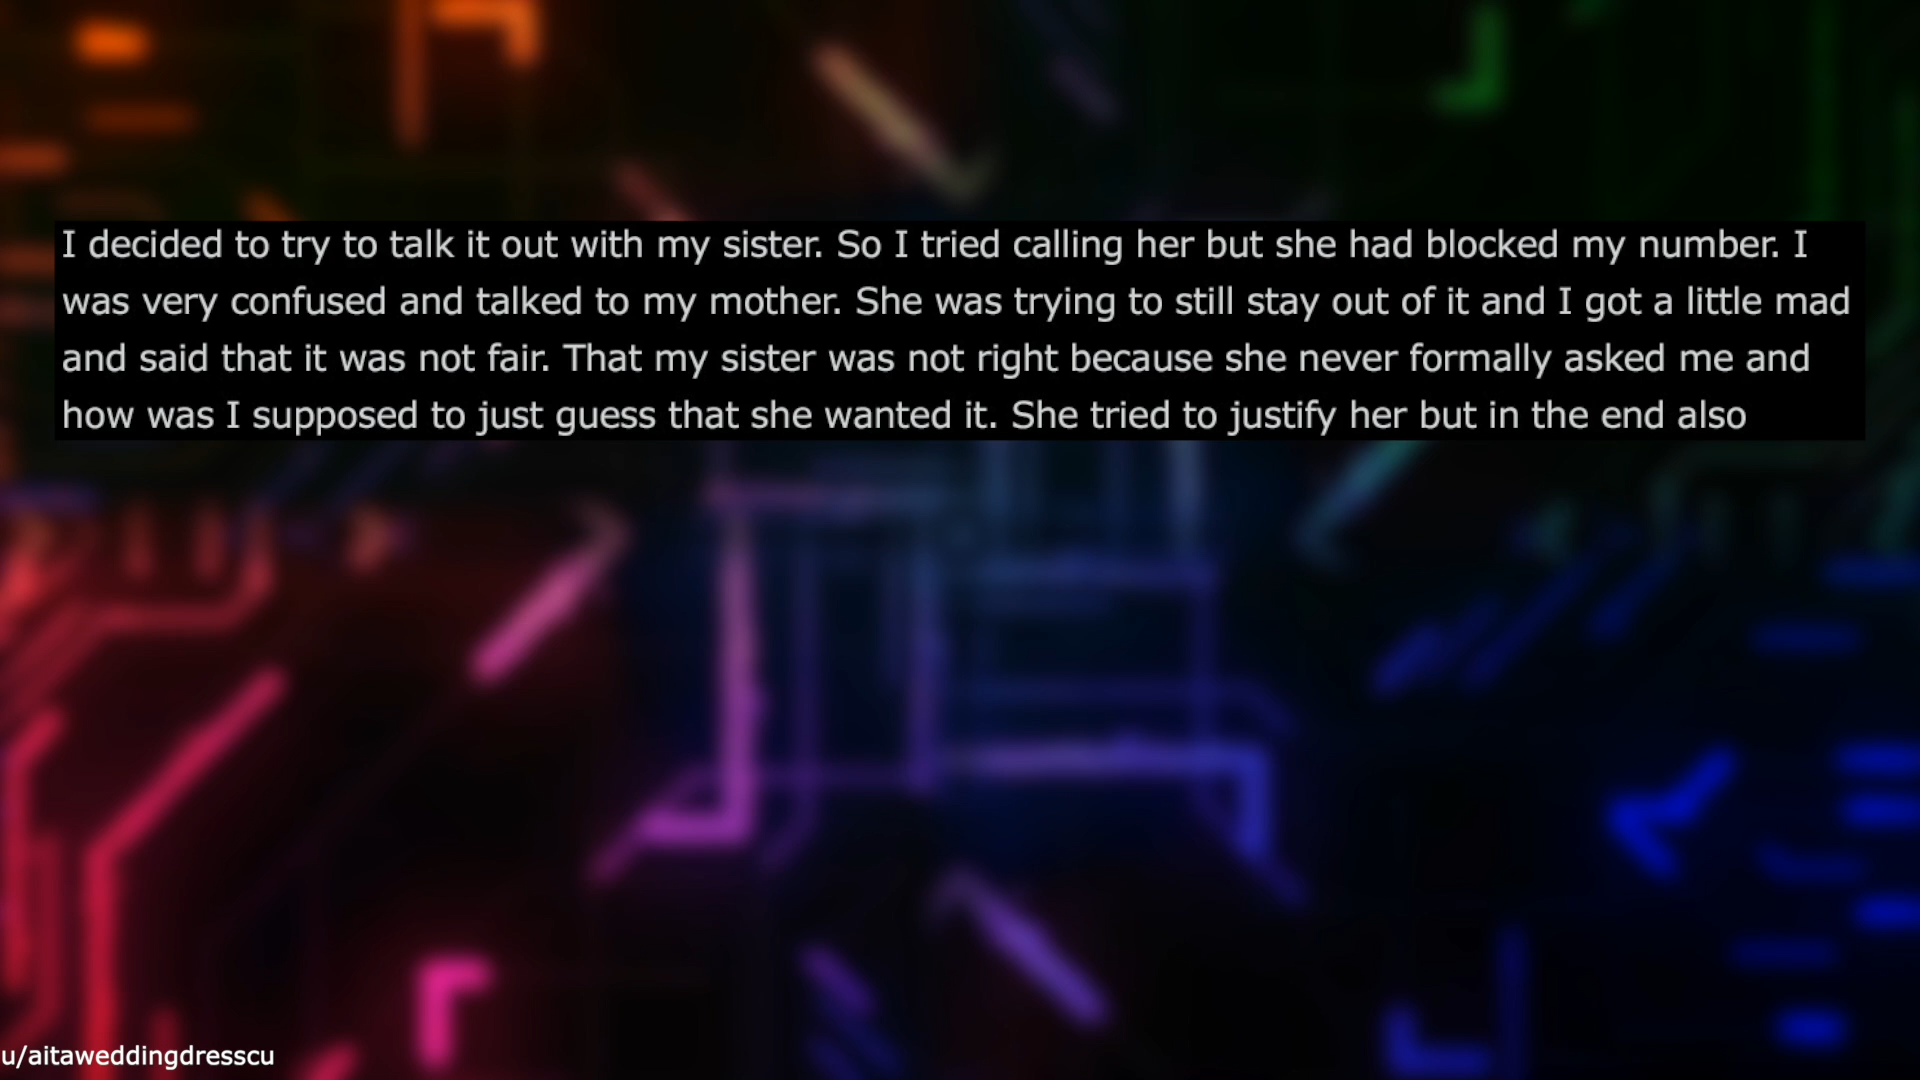 I decided to try to talk it out with my sister. So I tried calling her but she had blocked my number. I
was very confused and talked to my mother. She was trying to still stay out of it and I got a little mad
and said that it was not fair. That my sister was not right because she never formally asked me and
how was I supposed to just guess that she wanted it. She tried to justify her but in the end also
u/aitaweddingdresscu